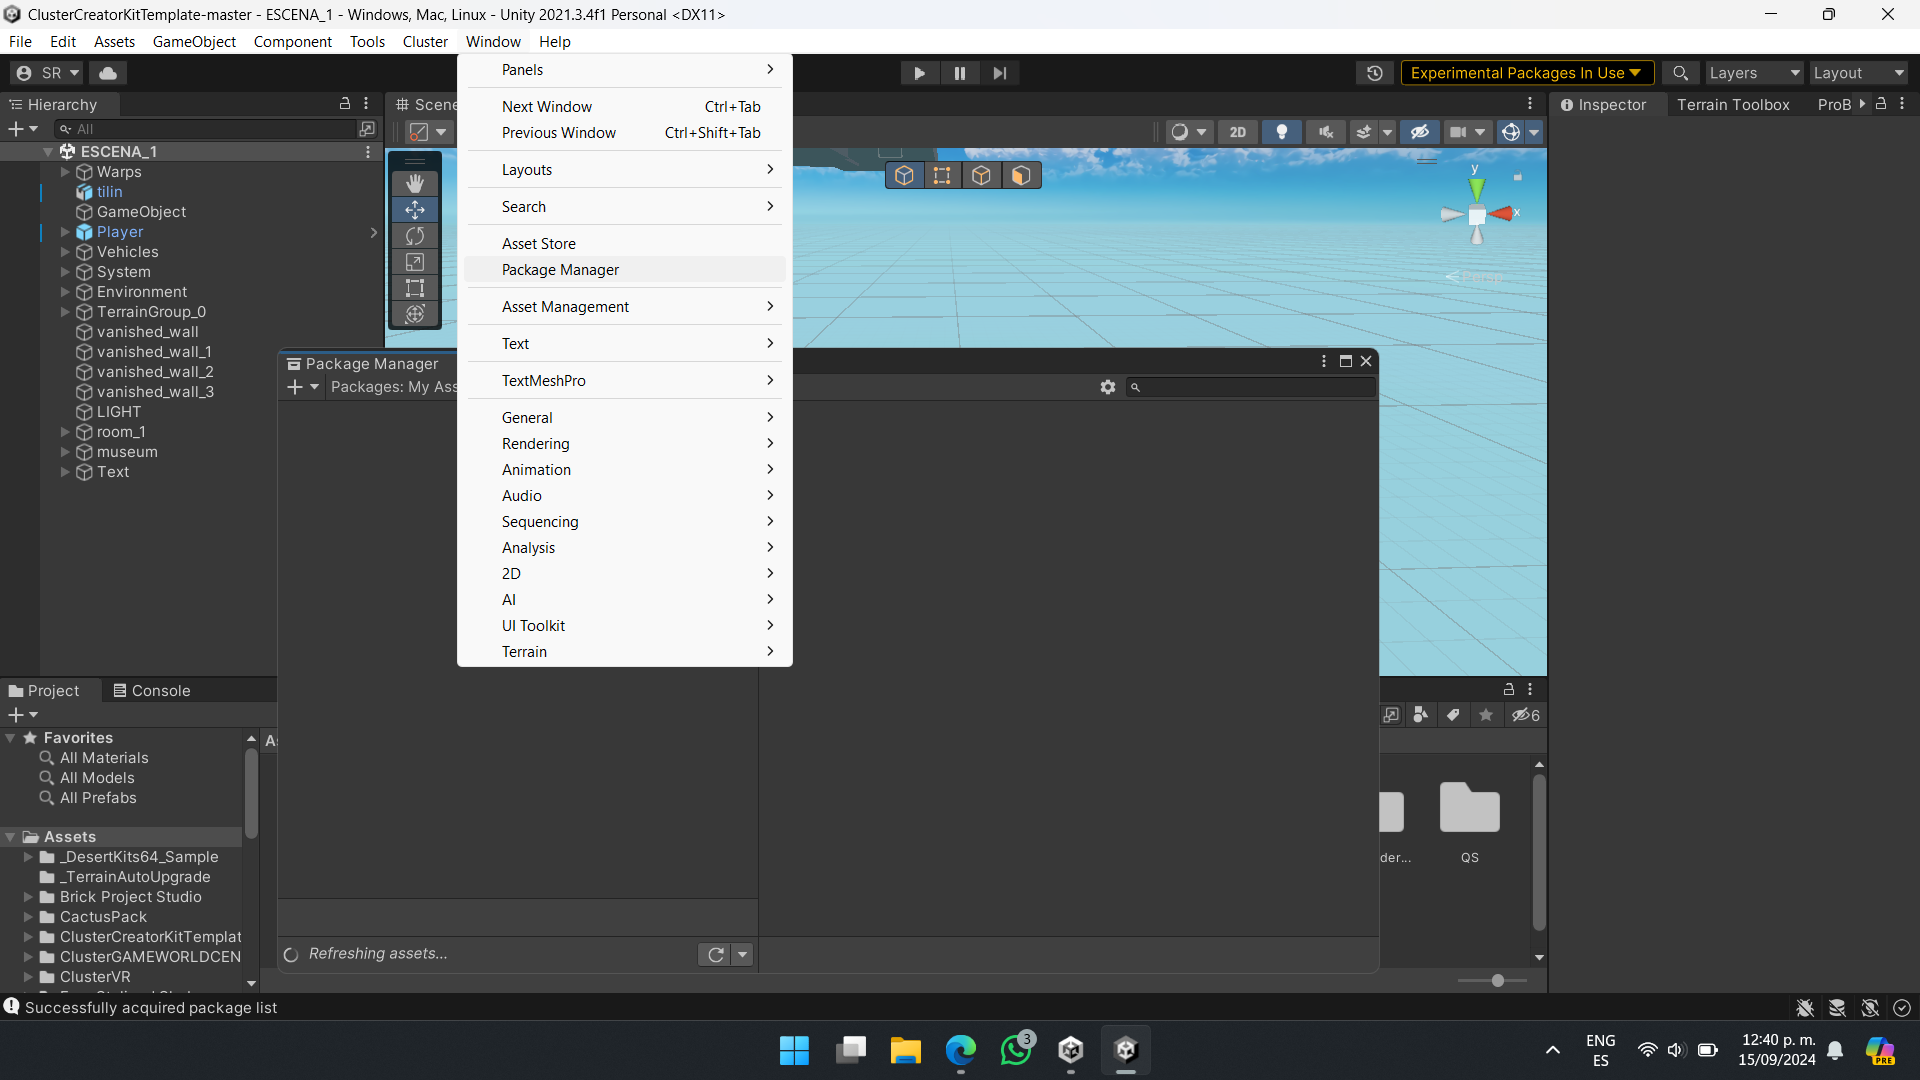 ClusterCreatorKitTemplate-master - ESCENA_1 - Windows, Mac, Linux - Unity 2021.3.4f1 Personal <DX11>
File Edit Assets GameObject Component Tools Cluster Window Help
SR
Experimental Packages In Use
Layers
Layout
Hierarchy
Scene
Inspector
Terrain Toolbox
ProB
All
2D
ESCENA_1
Warps
tilin
GameObject
Player
Vehicles
System
Environment
TerrainGroup_0
vanished_wall
vanished_wall_1
vanished_wall_2
vanished_wall_3
LIGHT
room_1
museum
Text
Panels
Next Window Ctrl+Tab
Previous Window Ctrl+Shift+Tab
Layouts
Search
Asset Store
Package Manager
Asset Management
Text
TextMeshPro
General
Rendering
Animation
Audio
Sequencing
Analysis
2D
AI
UI Toolkit
Terrain
y
x
Persp
Package Manager
Packages: My Ass
Refreshing assets...
Project
Console
6
Favorites
All Materials
All Models
All Prefabs
Assets
_DesertKits64_Sample
_TerrainAutoUpgrade
Brick Project Studio
CactusPack
ClusterCreatorKitTemplat
ClusterGAMEWORLDCEN
ClusterVR
der...
QS
Successfully acquired package list
3
ENG
ES
12:40 p. m.
15/09/2024
PRE